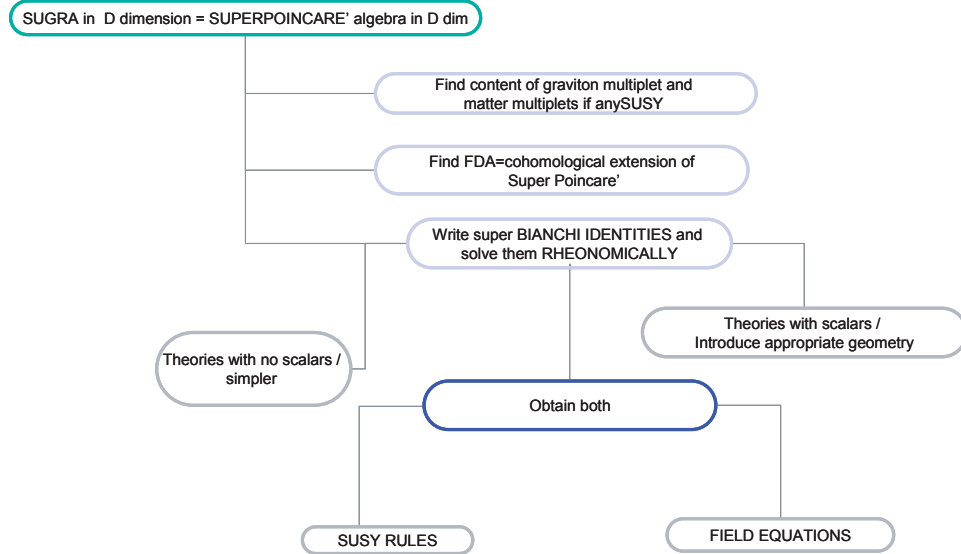 SUGRA in D dimension = SUPERPOINCARE' algebra in D dim
Find content of graviton multiplet and
matter multiplets if anySUSY
Find FDA=cohomological extension of
Super Poincare'
Write super BIANCHI IDENTITIES and
solve them RHEONOMICALLY
Theories with scalars /
Introduce appropriate geometry
Theories with no scalars /
simpler
Obtain both
SUSY RULES
FIELD EQUATIONS